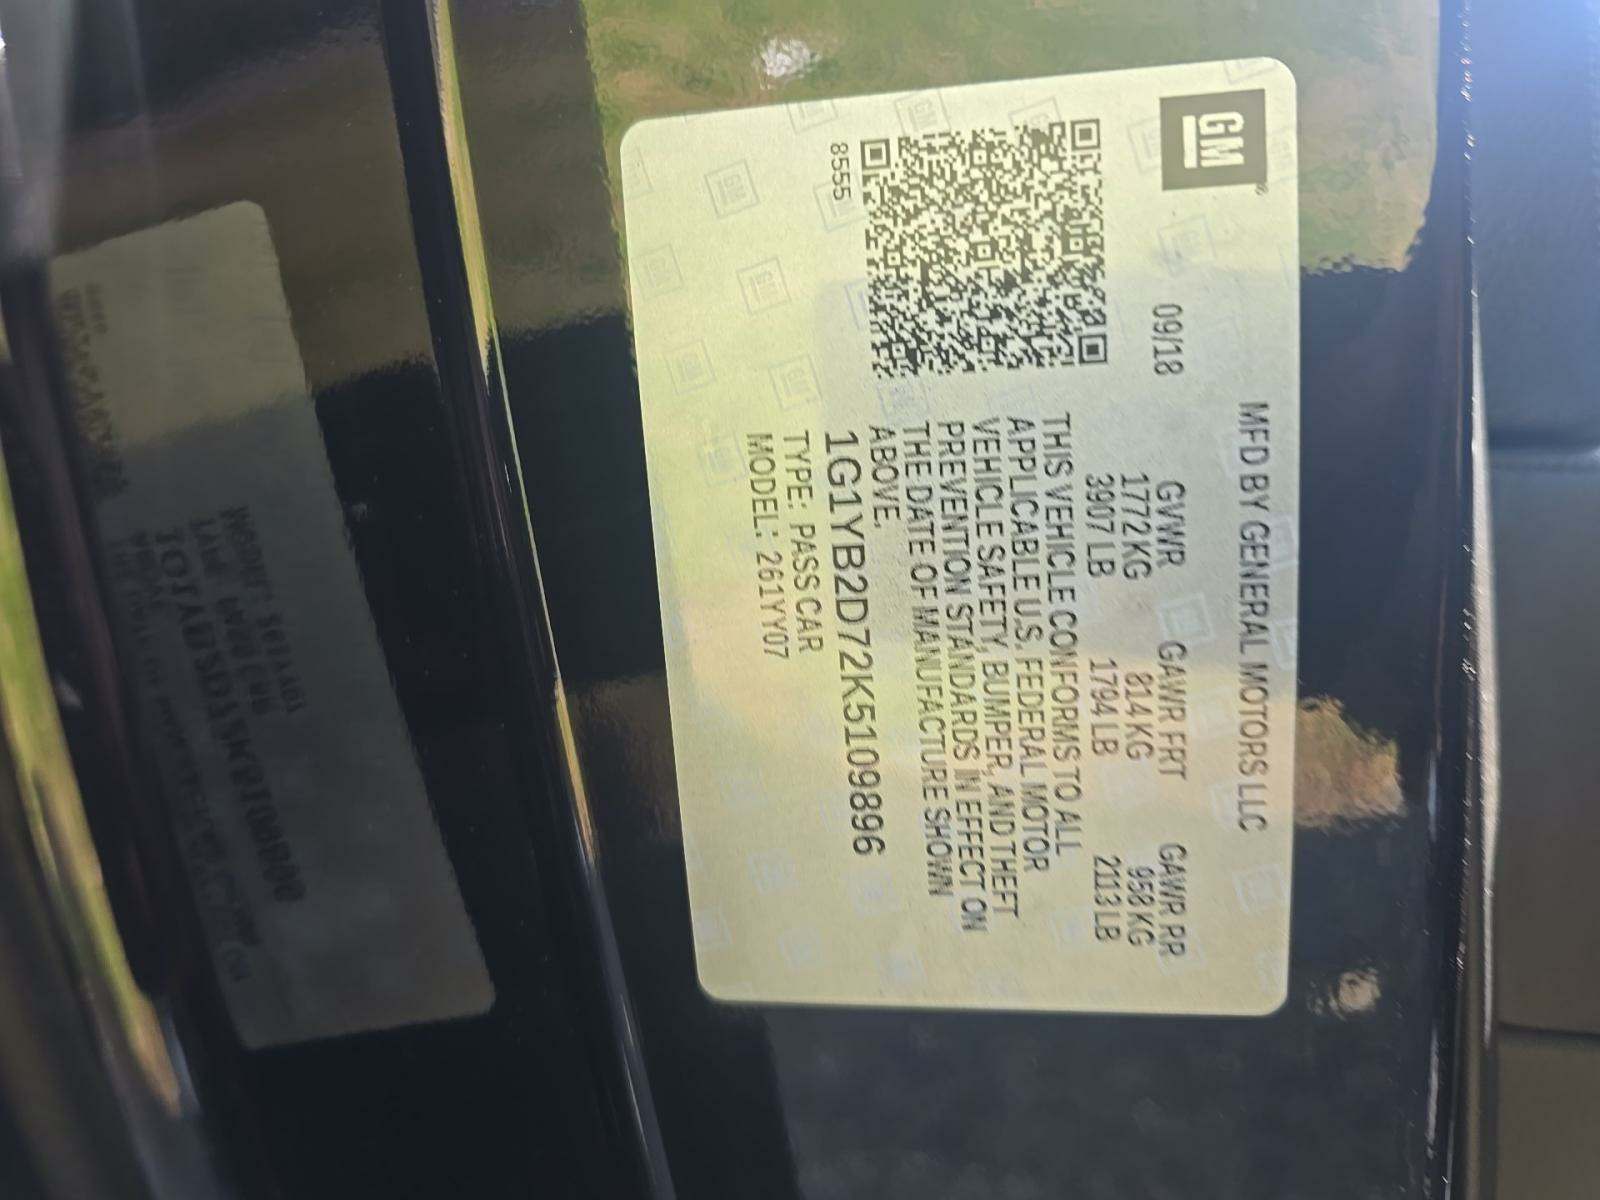 GM
MFD BY GENERAL MOTORS LLC
09/18
GVWR GAWR FRT GAWR RR
1772 KG 814 KG 958 KG
3907 LB 1794 LB 2113 LB
THIS VEHICLE CONFORMS TO ALL
APPLICABLE U.S. FEDERAL MOTOR
VEHICLE SAFETY, BUMPER, AND THEFT
PREVENTION STANDARDS IN EFFECT ON
THE DATE OF MANUFACTURE SHOWN
ABOVE.
8555
1G1YB2D72K5109896
TYPE: PASS CAR
MODEL: 261YY07